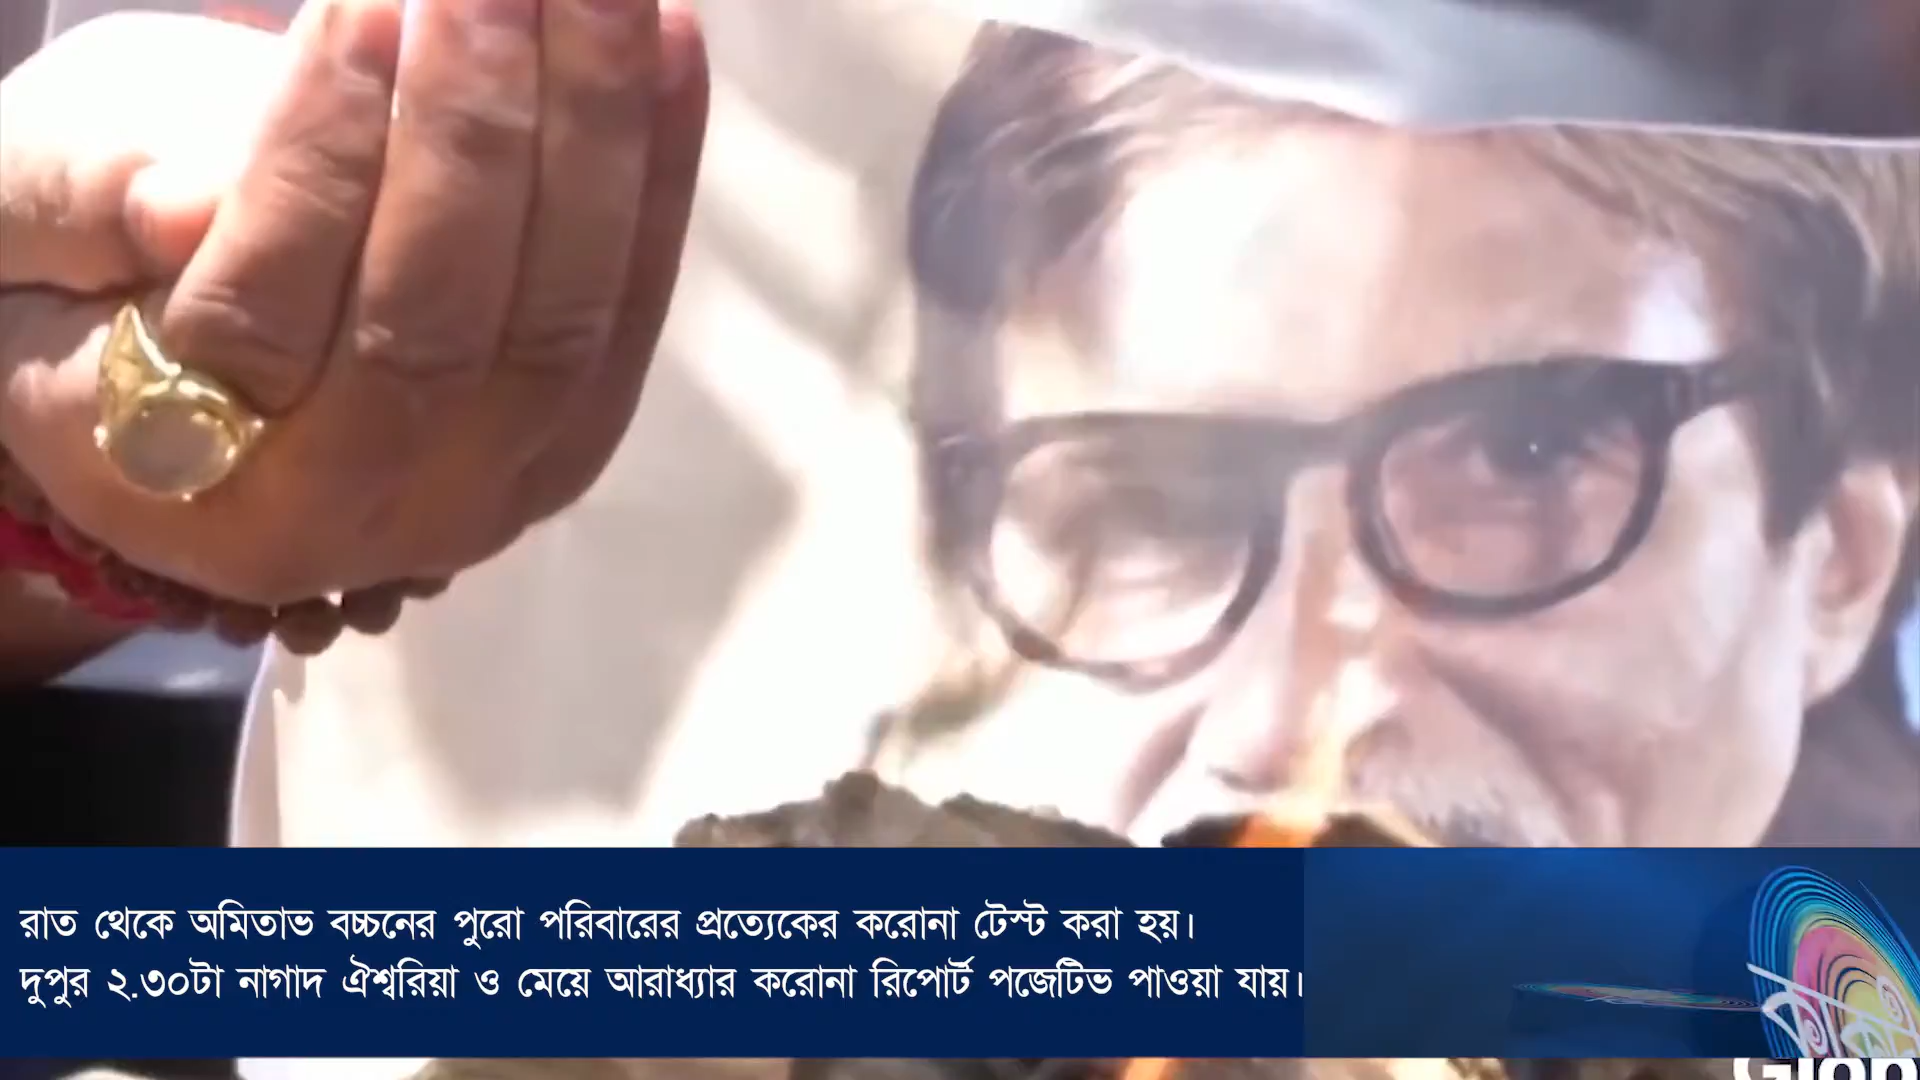 রাত থেকে অমিতাভ বচ্চনের পুরো পরিবারের প্রত্যেকের করোনা টেস্ট করা হয়।
দুপুর ২.৩০টা নাগাদ ঐশ্বরিয়া ও মেয়ে আরাধ্যার করোনা রিপোর্ট পজেটিভ পাওয়া যায়।